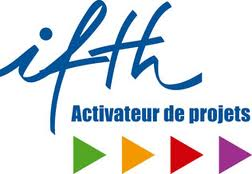 ifth
Activateur de projets